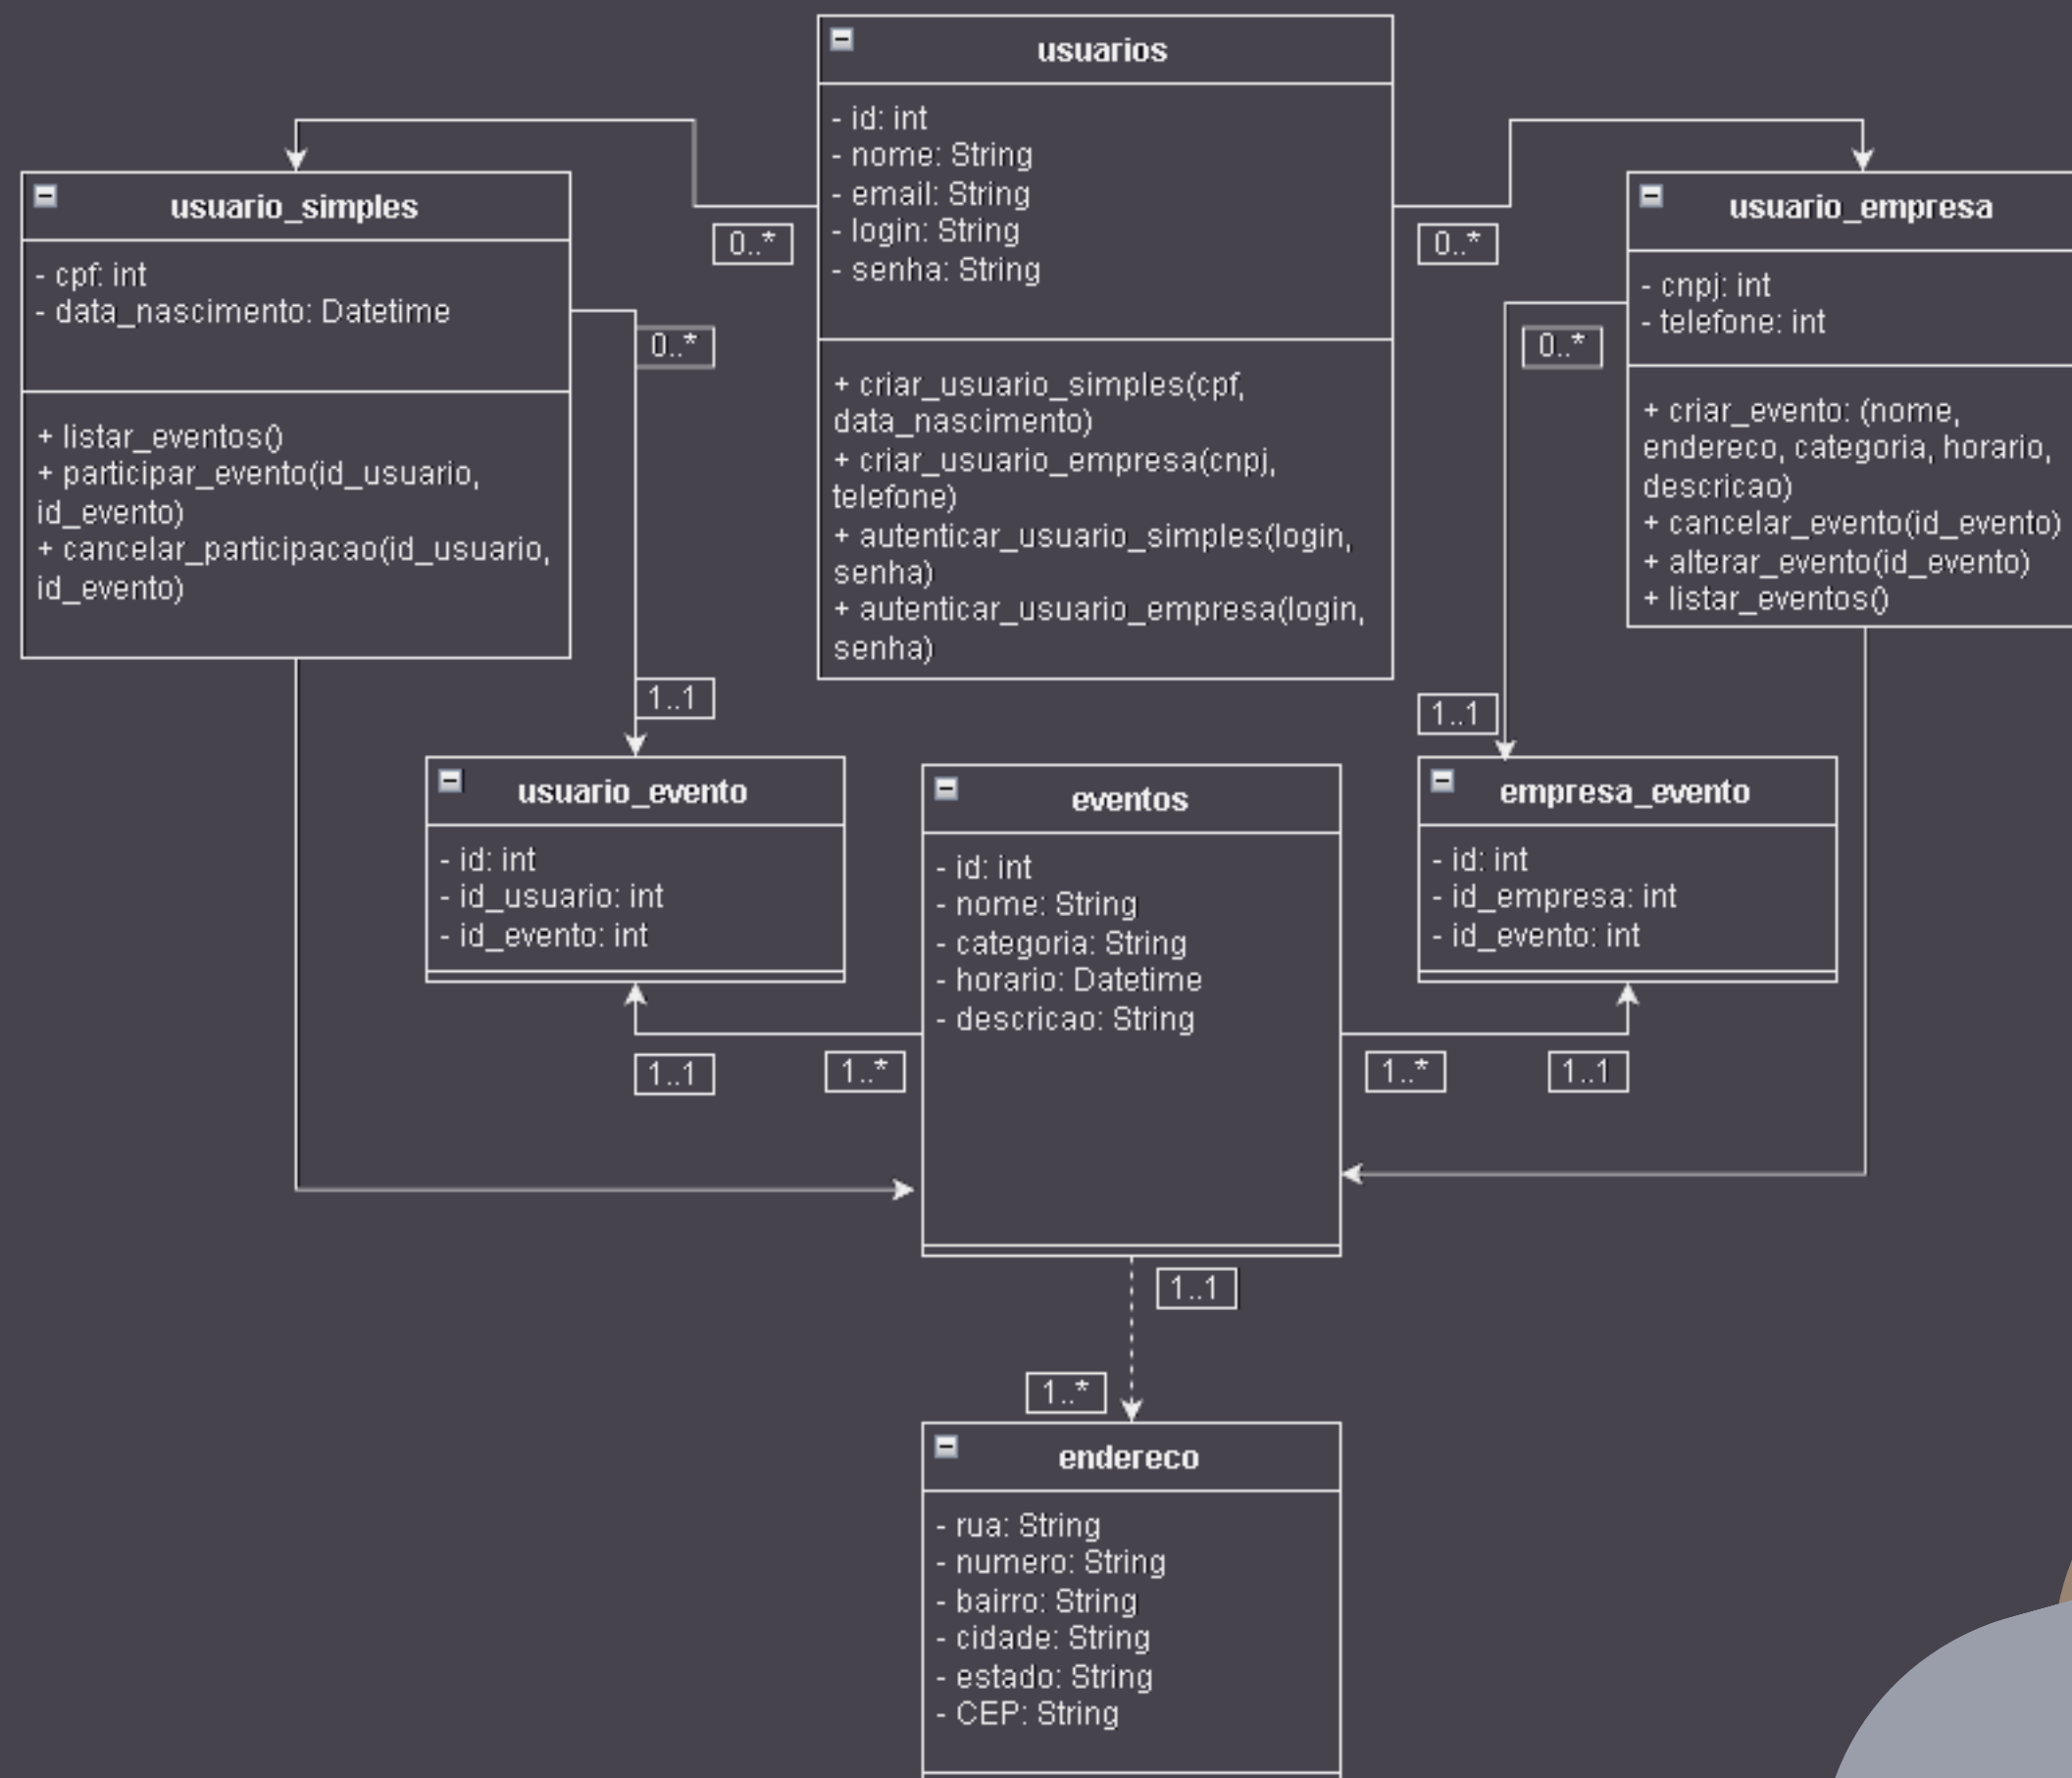 usuarios
- id: int
- nome: String
- email: String
- login: String
- senha: String
+ criar_usuario_simples(cpf,
data_nascimento)
+ criar_usuario_empresa(cnpj,
telefone)
+ autenticar_usuario_simples(login,
senha)
+ autenticar_usuario_empresa(login,
senha)
0..*
0..*
usuario_simples
- cpf: int
- data_nascimento: Datetime
+ listar_eventos()
+ participar_evento(id_usuario,
id_evento)
+ cancelar_participacao(id_usuario,
id_evento)
0..*
1..1
usuario_empresa
- cnpj: int
- telefone: int
+ criar_evento: (nome,
endereco, categoria, horario,
descricao)
+ cancelar_evento(id_evento)
+ alterar_evento(id_evento)
+ listar_eventos()
0..*
1..1
usuario_evento
- id: int
- id_usuario: int
- id_evento: int
1..1
1..*
eventos
- id: int
- nome: String
- categoria: String
- horario: Datetime
- descricao: String
empresa_evento
- id: int
- id_empresa: int
- id_evento: int
1..*
1..1
1..1
1..*
endereco
- rua: String
- numero: String
- bairro: String
- cidade: String
- estado: String
- CEP: String